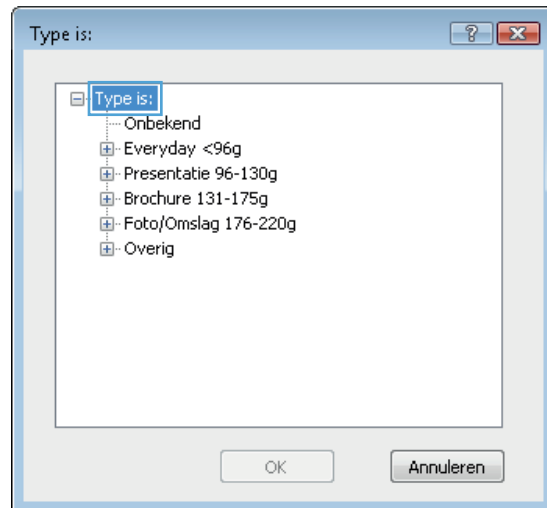 Type is:
Type is:
Onbekend
Everyday <96g
Presentatie 96-130g
Brochure 131-175g
Foto/Omslag 176-220g
Overig
OK Annuleren